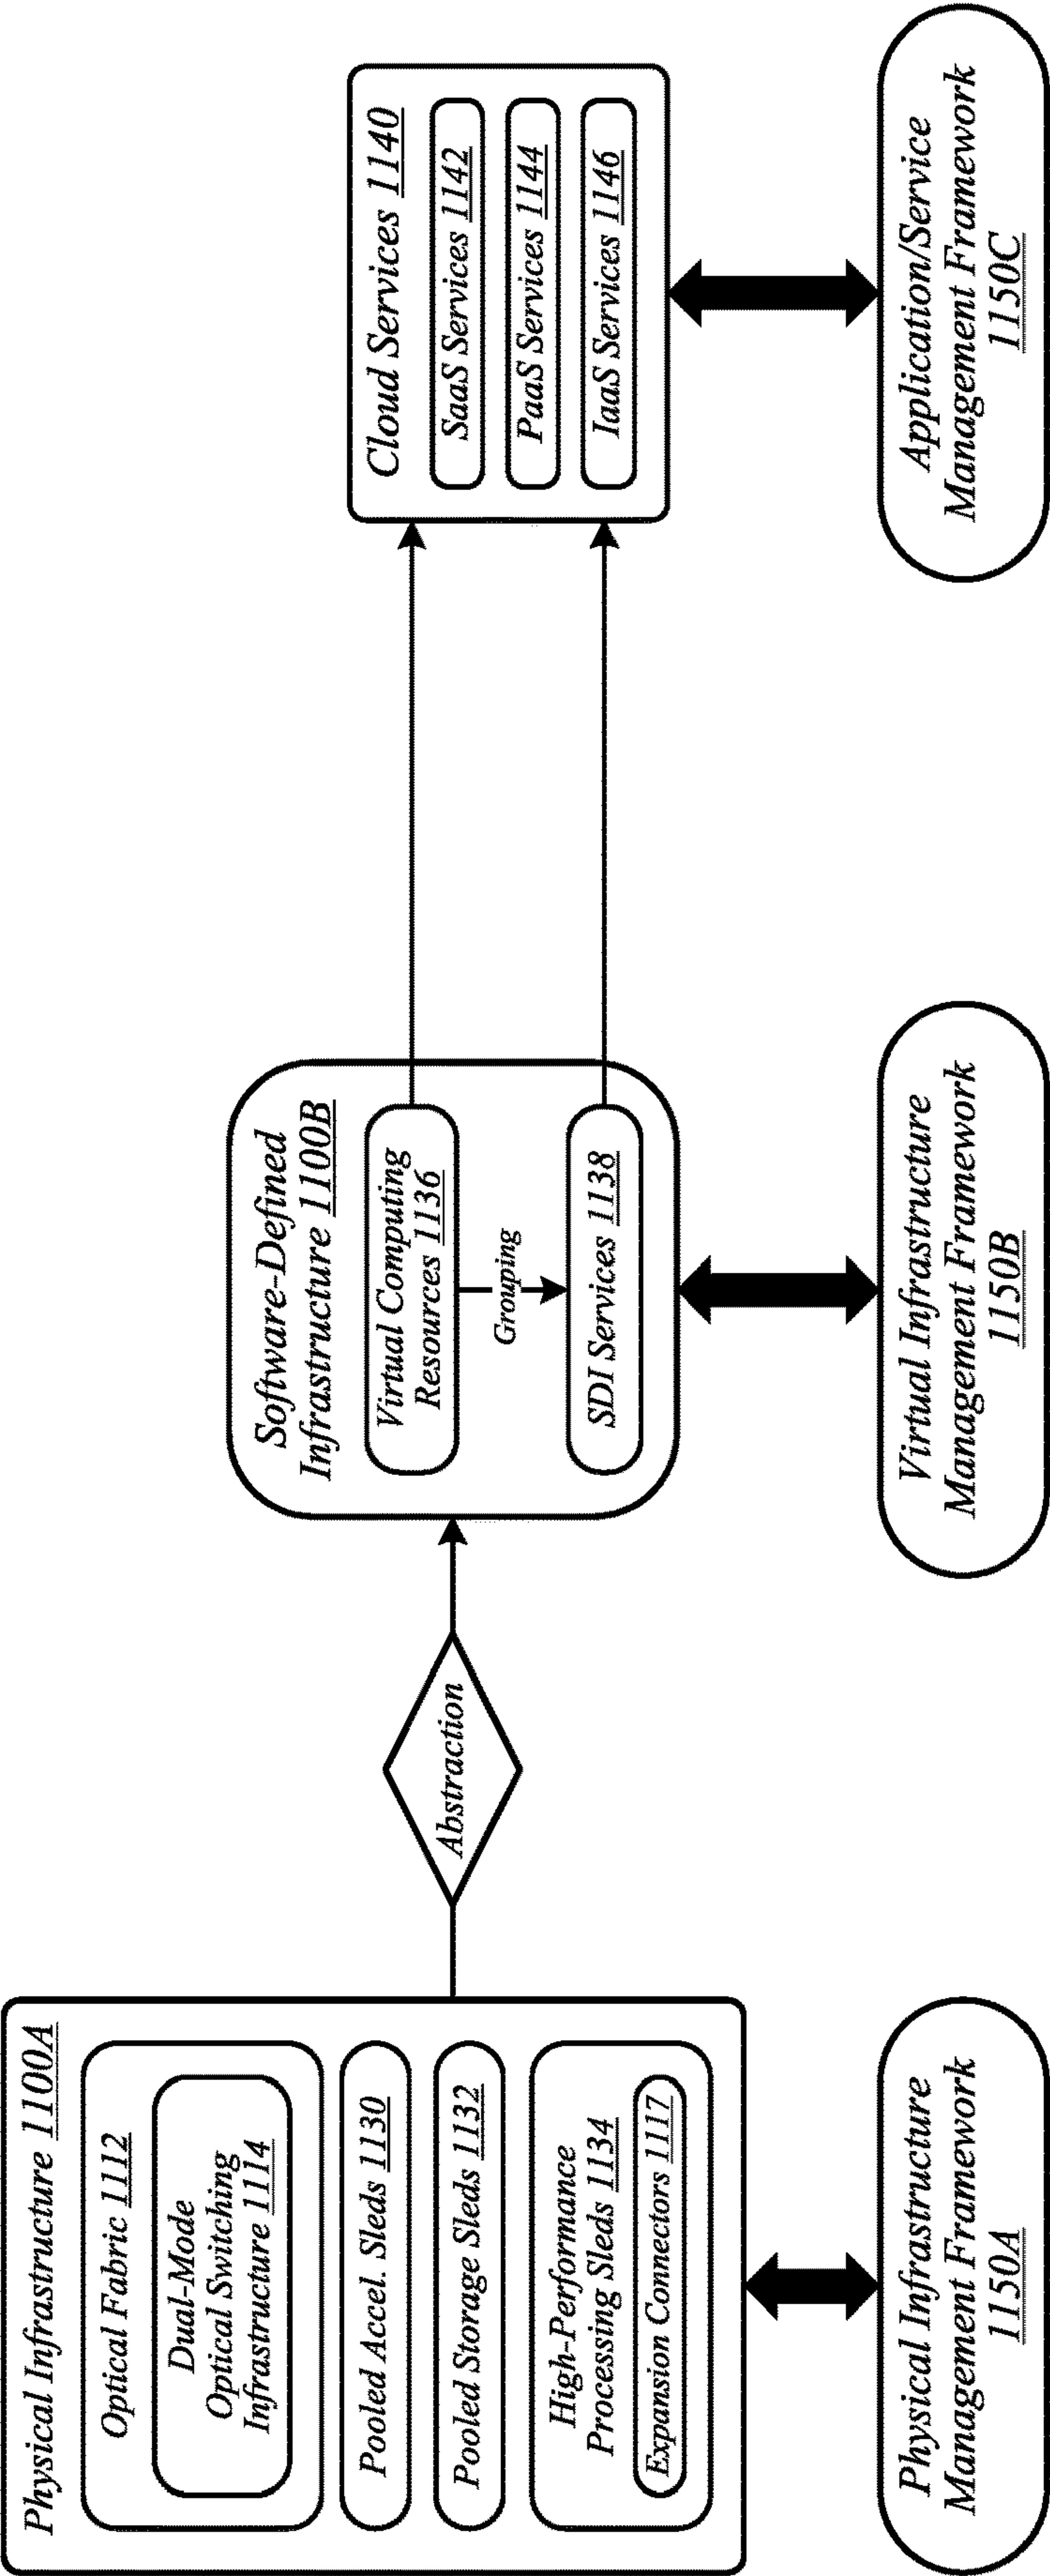 Physical Infrastructure 1100A
Optical Fabric 1112
Dual-Mode
Optical Switching
Infrastructure 1114
Pooled Accel. Sleds 1130
Pooled Storage Sleds 1132
High-Performance
Processing Sleds 1134
Expansion Connectors 1117
Physical Infrastructure
Management Framework
1150A
Abstraction
Software-Defined
Infrastructure 1100B
Virtual Computing
Resources 1136
Grouping
SDI Services 1138
Virtual Infrastructure
Management Framework
1150B
Cloud Services 1140
SaaS Services 1142
PaaS Services 1144
IaaS Services 1146
Application/Service
Management Framework
1150C